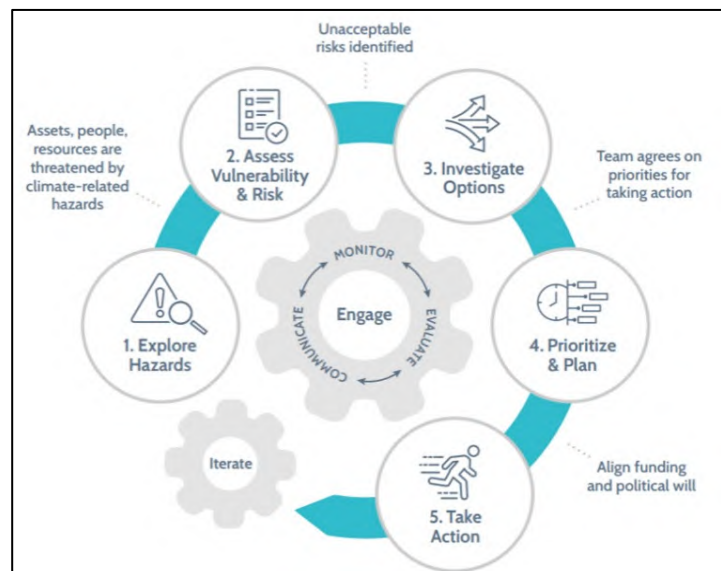 Unacceptable
risks identified
Assets, people,
resources are
threatened by
climate-related
hazards
2. Assess
Vulnerability
& Risk
3. Investigate
Options
Team agrees on
priorities for
taking action
1. Explore
Hazards
MONITOR
EVALUATE
COMMUNICATE
Engage
4. Prioritize
& Plan
Iterate
5. Take
Action
Align funding
and political will